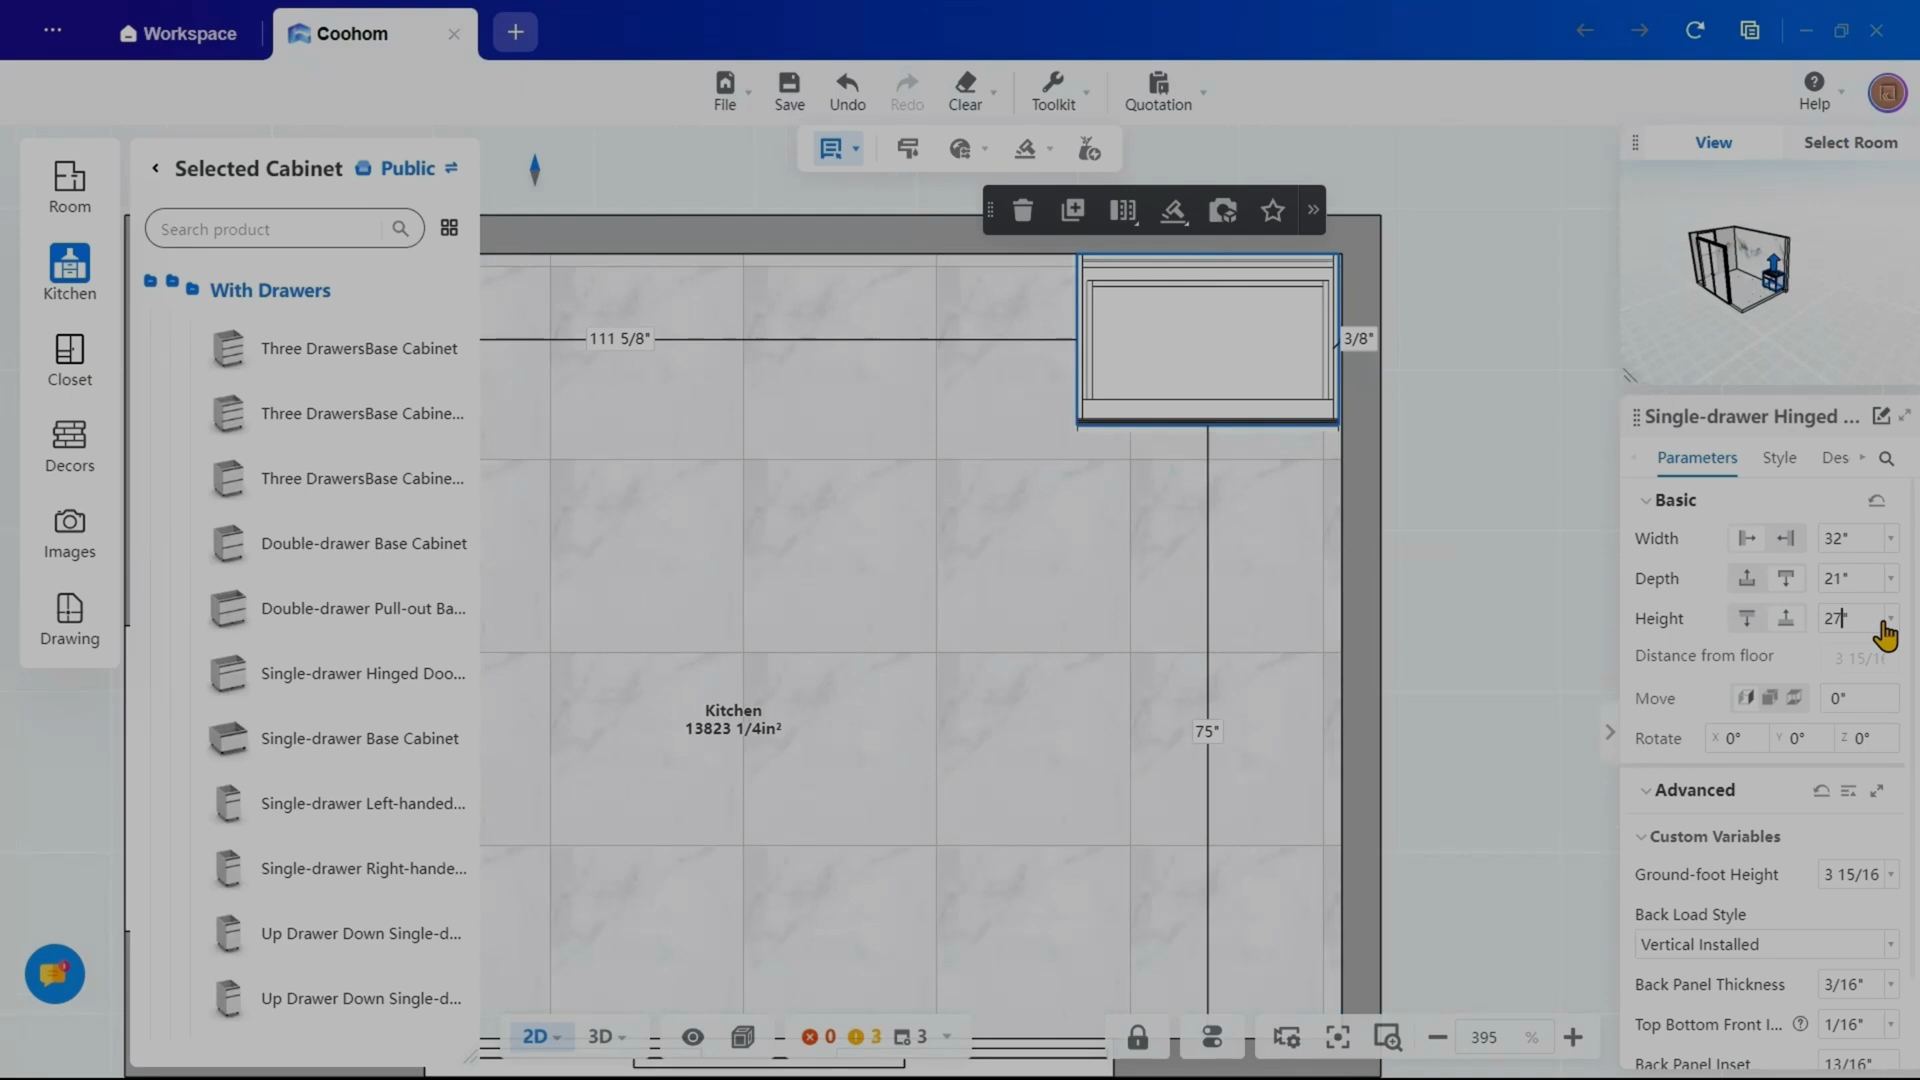 Workspace
Coohom
File
Save
Undo
Redo
Clear
Toolkit
Quotation
Help
Room
Kitchen
Closet
Decors
Images
Drawing
Selected Cabinet
Public
Search product
With Drawers
Three DrawersBase Cabinet
Three DrawersBase Cabine...
Three DrawersBase Cabine...
Double-drawer Base Cabinet
Double-drawer Pull-out Ba...
Single-drawer Hinged Doo...
Single-drawer Base Cabinet
Single-drawer Left-handed...
Single-drawer Right-hande...
Up Drawer Down Single-d...
Up Drawer Down Single-d...
111 5/8"
3/8"
75"
Kitchen
13823 1/4in²
2D
3D
0
3
3
395 %
View
Select Room
Single-drawer Hinged ...
Parameters
Style
Des
Basic
Width 32"
Depth 21"
Height 27"
Distance from floor 3 15/16
Move 0"
Rotate X 0° Y 0° Z 0°
Advanced
Custom Variables
Ground-foot Height 3 15/16
Back Load Style
Vertical Installed
Back Panel Thickness 3/16"
Top Bottom Front I... 1/16"
Back Panel Inset 13/16"